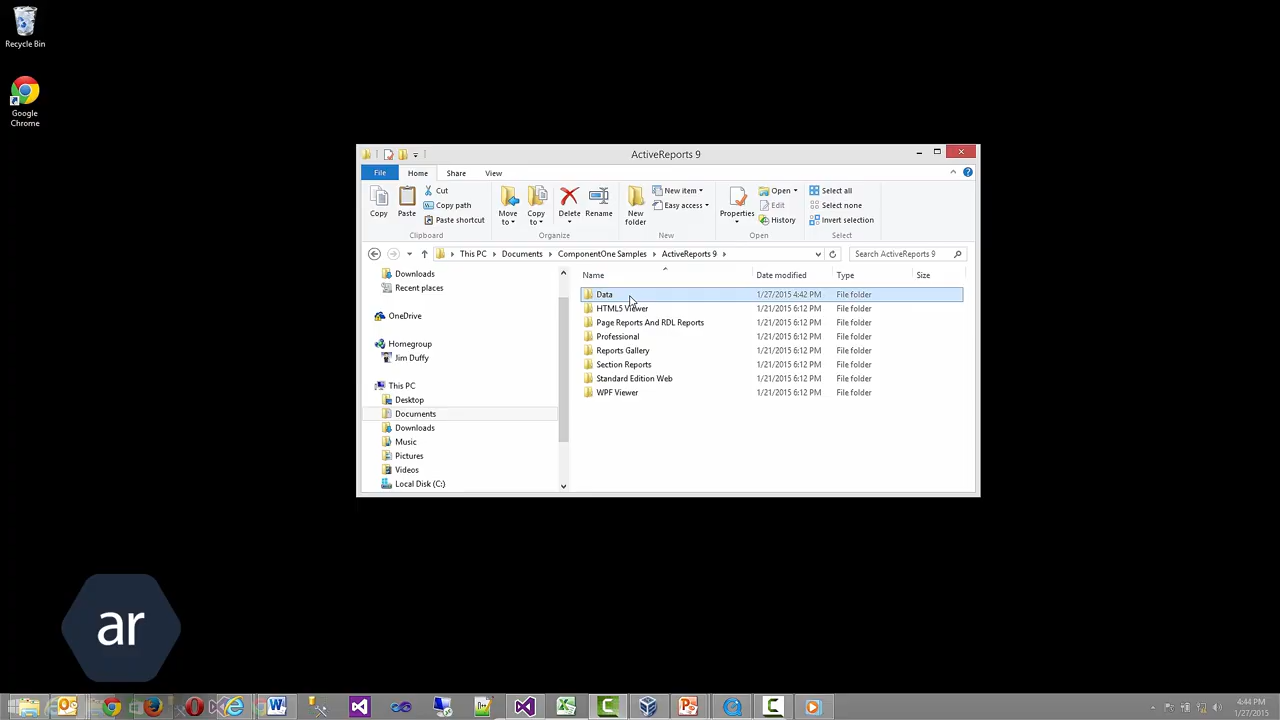 Recycle Bin
Google
Chrome
ActiveReports 9
File Home Share View
Copy
Paste
Cut
Copy path
Paste shortcut
Clipboard
Move
to
Copy
to
Delete
Rename
Organize
New
folder
New item
Easy access
New
Properties
Open
Edit
History
Open
Select all
Select none
Invert selection
Select
This PC Documents ComponentOne Samples ActiveReports 9
Search ActiveReports 9
Downloads
Recent places
OneDrive
Homegroup
Jim Duffy
This PC
Desktop
Documents
Downloads
Music
Pictures
Videos
Local Disk (C:)
Name Date modified Type Size
Data 1/27/2015 4:42 PM File folder
HTML5 Viewer 1/21/2015 6:12 PM File folder
Page Reports And RDL Reports 1/21/2015 6:12 PM File folder
Professional 1/21/2015 6:12 PM File folder
Reports Gallery 1/21/2015 6:12 PM File folder
Section Reports 1/21/2015 6:12 PM File folder
Standard Edition Web 1/21/2015 6:12 PM File folder
WPF Viewer 1/21/2015 6:12 PM File folder
ar
4:44 PM
1/27/2015